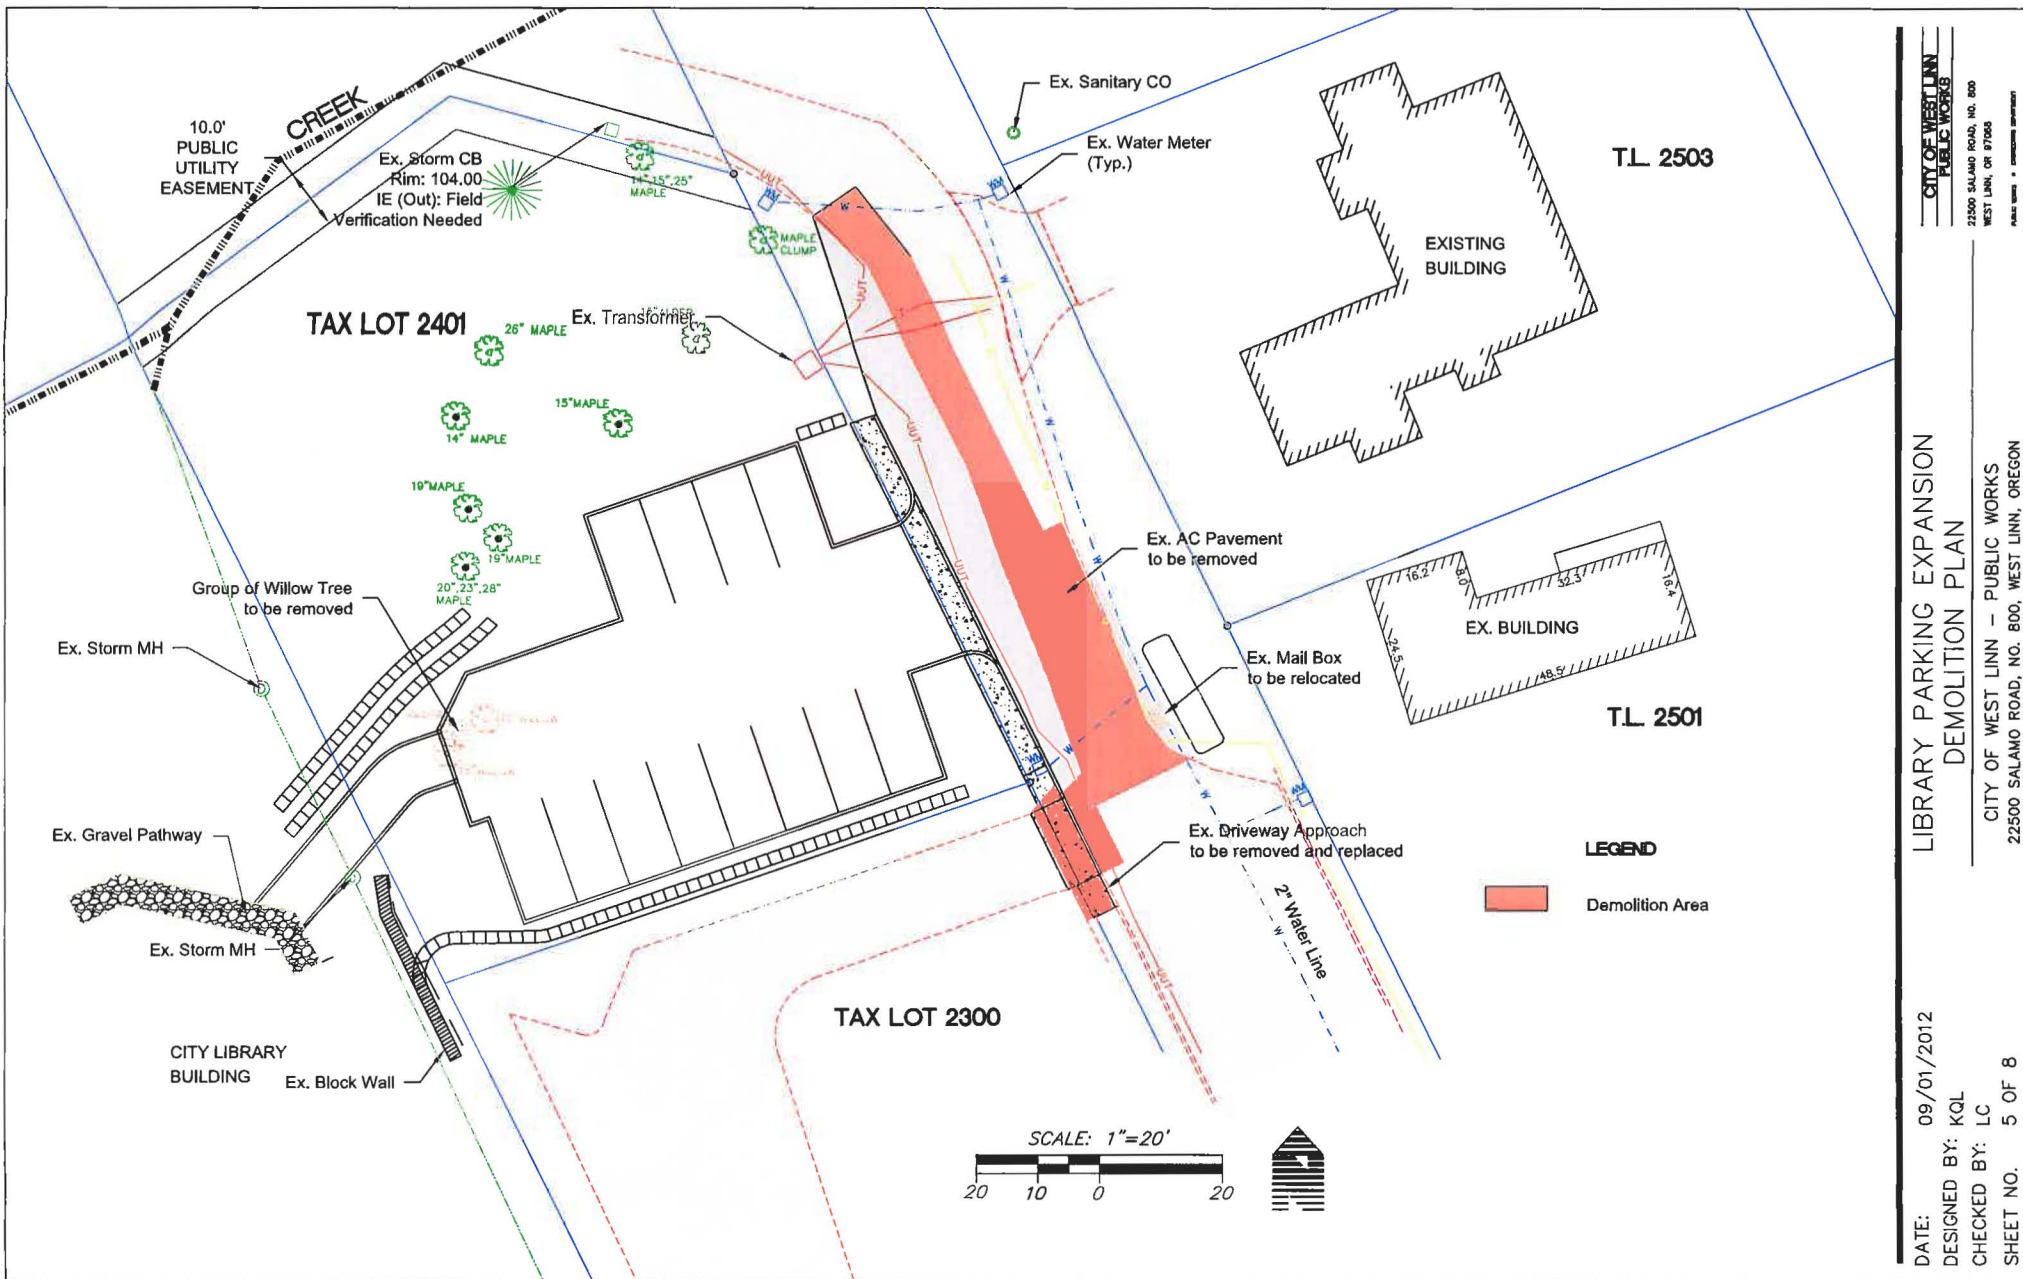 CREEK
10.0'
PUBLIC
UTILITY
EASEMENT
Ex. Storm CB
Rim: 104.00
IE (Out): Field
Verification Needed
14",15",25"
MAPLE
UUT
WM
W
MAPLE
CLUMP
Ex. Sanitary CO
Ex. Water Meter
(Typ.)
WM
T.L. 2503
EXISTING
BUILDING
TAX LOT 2401
26" MAPLE
Ex. Transformer
UUT
W
15"MAPLE
14" MAPLE
UUT
W
19"MAPLE
19"MAPLE
20",23",28"
MAPLE
UUT
W
Ex. AC Pavement
to be removed
Group of Willow Tree
to be removed
Ex. Storm MH
16.2
8.0
32.3
16.4
EX. BUILDING
24.5
48.5
Ex. Mail Box
to be relocated
T.L. 2501
W
WM
W
WM
Ex. Gravel Pathway
Ex. Driveway Approach
to be removed and replaced
LEGEND
Demolition Area
2" Water Line
W
UUT
Ex. Storm MH
TAX LOT 2300
CITY LIBRARY
BUILDING
Ex. Block Wall
SCALE: 1"=20'
20 10 0 20
CITY OF WEST LINN
PUBLIC WORKS
22500 SALAMO ROAD, NO. 800
WEST LINN, OR 97068
LIBRARY PARKING EXPANSION
DEMOLITION PLAN
CITY OF WEST LINN - PUBLIC WORKS
22500 SALAMO ROAD, NO. 800, WEST LINN, OREGON
DATE: 09/01/2012
DESIGNED BY: KQL
CHECKED BY: LC
SHEET NO. 5 OF 8